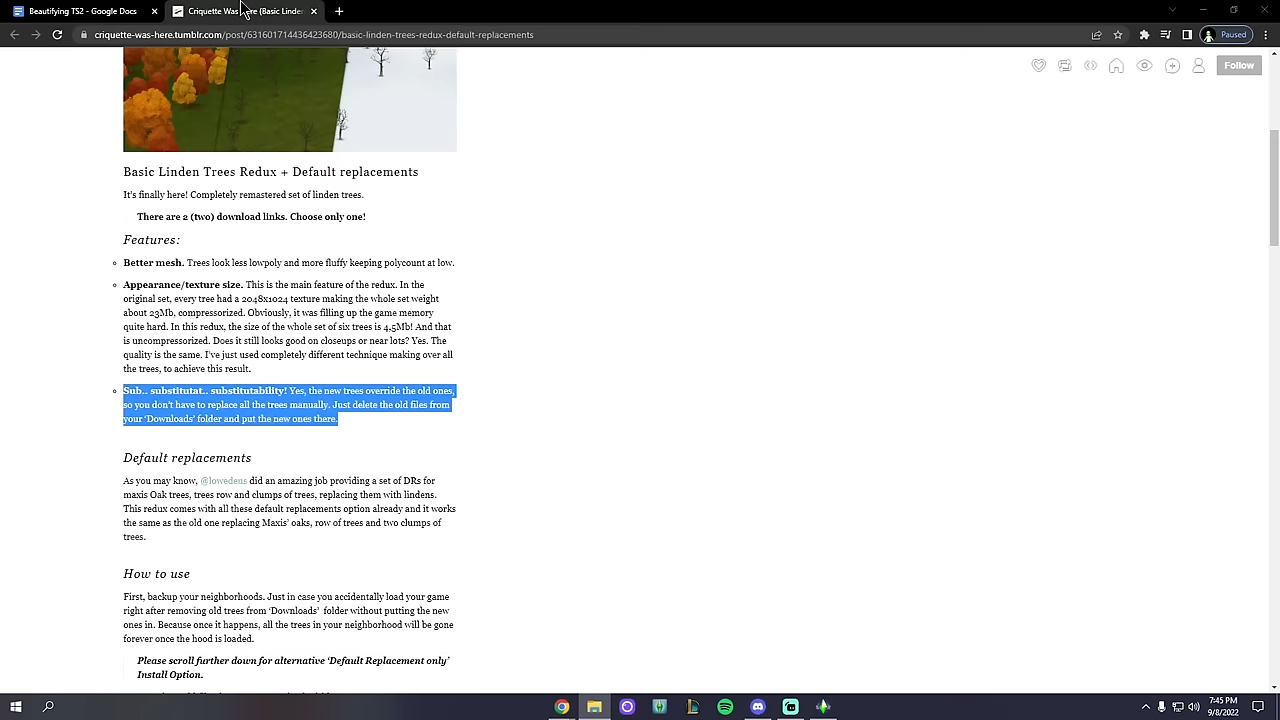 Beautifying TS2 - Google Docs
Criquette Was Here (Basic Linde
criquette-was-here.tumblr.com/post/631601714436423680/basic-linden-trees-redux-default-replacements
Paused
Follow
Basic Linden Trees Redux + Default replacements
It's finally here! Completely remastered set of linden trees.
There are 2 (two) download links. Choose only one!
Features:
Better mesh. Trees look less lowpoly and more fluffy keeping polycount at low.
Appearance/texture size. This is the main feature of the redux. In the
original set, every tree had a 2048x1024 texture making the whole set weight
about 23Mb, compressorized. Obviously, it was filling up the game memory
quite hard. In this redux, the size of the whole set of six trees is 4,5Mb! And that
is uncompressorized. Does it still looks good on closeups or near lots? Yes. The
quality is the same. I've just used completely different technique making over all
the trees, to achieve this result.
Sub.. substitutat.. substitutability! Yes, the new trees override the old ones,
so you don't have to replace all the trees manually. Just delete the old files from
your 'Downloads' folder and put the new ones there.
Default replacements
As you may know, @lowedeus did an amazing job providing a set of DRs for
maxis Oak trees, trees row and clumps of trees, replacing them with lindens.
This redux comes with all these default replacements option already and it works
the same as the old one replacing Maxis' oaks, row of trees and two clumps of
trees.
How to use
First, backup your neighborhoods. Just in case you accidentally load your game
right after removing old trees from 'Downloads' folder without putting the new
ones in. Because once it happens, all the trees in your neighborhood will be gone
forever once the hood is loaded.
Please scroll further down for alternative 'Default Replacement only'
Install Option.
7:45 PM
9/8/2022